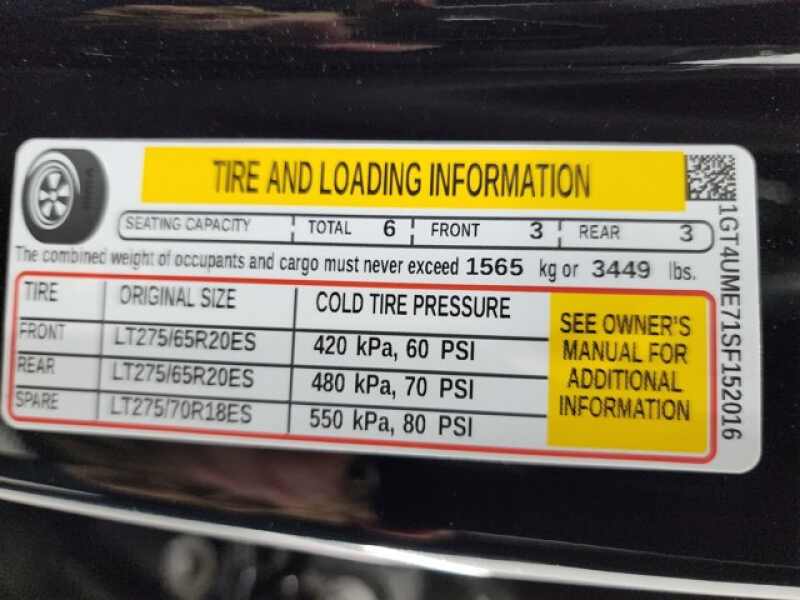 TIRE AND LOADING INFORMATION
SEATING CAPACITY TOTAL 6 FRONT 3 REAR 3
The combined weight of occupants and cargo must never exceed 1565 kg or 3449 lbs.
TIRE ORIGINAL SIZE COLD TIRE PRESSURE
FRONT LT275/65R20ES 420 kPa, 60 PSI
REAR LT275/65R20ES 480 kPa, 70 PSI
SPARE LT275/70R18ES 550 kPa, 80 PSI
SEE OWNER'S
MANUAL FOR
ADDITIONAL
INFORMATION
1GT4UME71SF152016